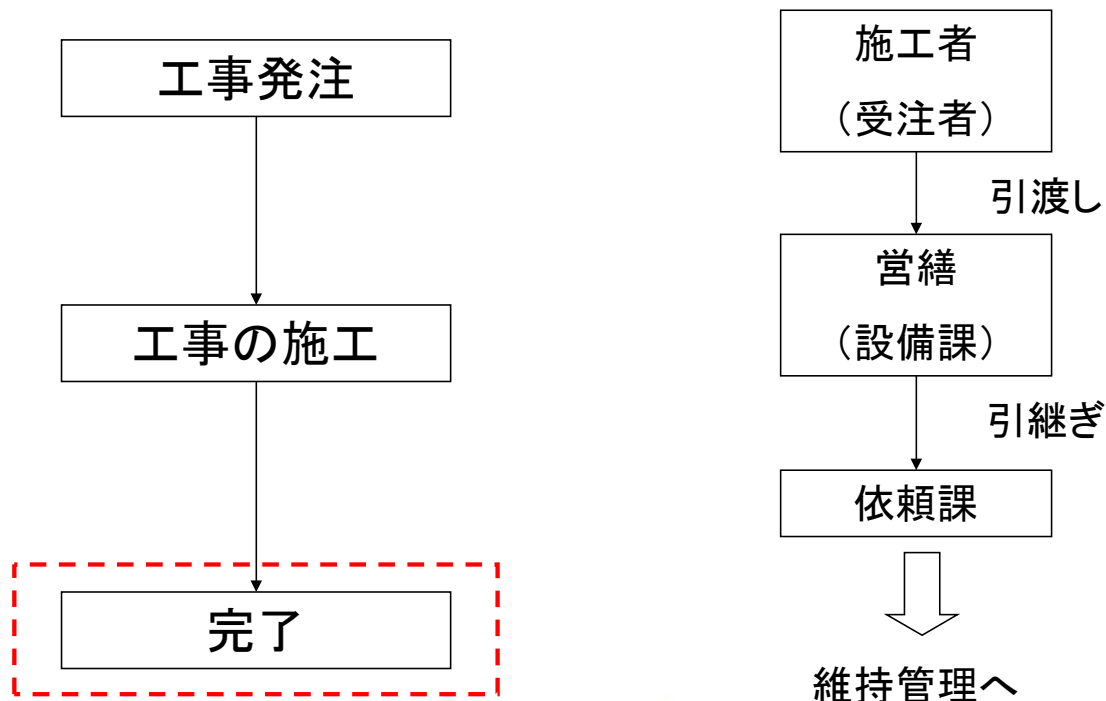 工事発注
工事の施工
完了
施工者
（受注者）
引渡し
営繕
（設備課）
引継ぎ
依頼課
維持管理へ